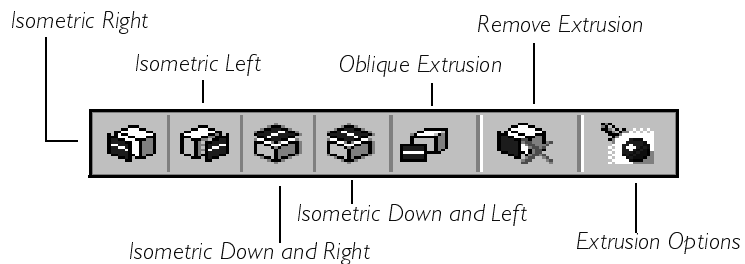 Isometric Right
Remove Extrusion
Isometric Left
Oblique Extrusion
Isometric Down and Left
Isometric Down and Right
Extrusion Options